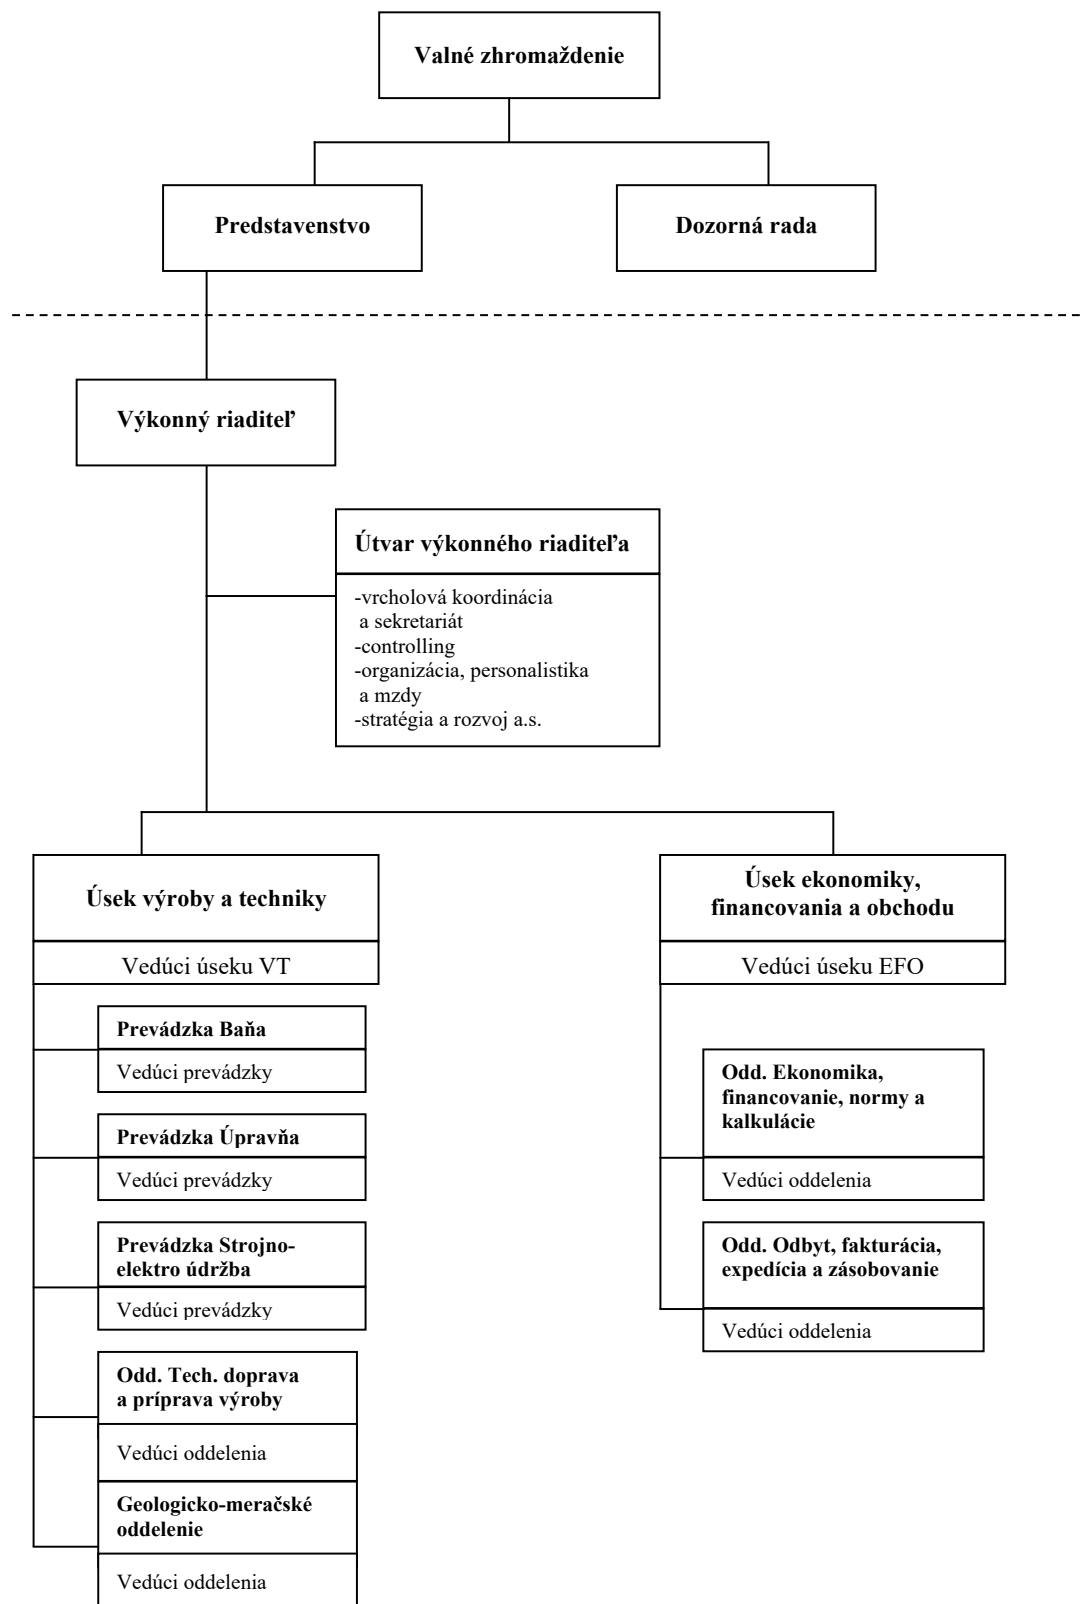 Valné zhromaždenie
Predstavenstvo
Dozorná rada
Výkonný riaditeľ
Útvar výkonného riaditeľa
-vrcholová koordinácia
a sekretariát
-controlling
-organizácia, personalistika
a mzdy
-stratégia a rozvoj a.s.
Úsek výroby a techniky
Vedúci úseku VT
Prevádzka Baňa
Vedúci prevádzky
Prevádzka Úpravňa
Vedúci prevádzky
Prevádzka Strojno-
elektro údržba
Vedúci prevádzky
Odd. Tech. doprava
a príprava výroby
Vedúci oddelenia
Geologicko-meračské
oddelenie
Vedúci oddelenia
Úsek ekonomiky,
financovania a obchodu
Vedúci úseku EFO
Odd. Ekonomika,
financovanie, normy a
kalkulácie
Vedúci oddelenia
Odd. Odbyt, fakturácia,
expedícia a zásobovanie
Vedúci oddelenia